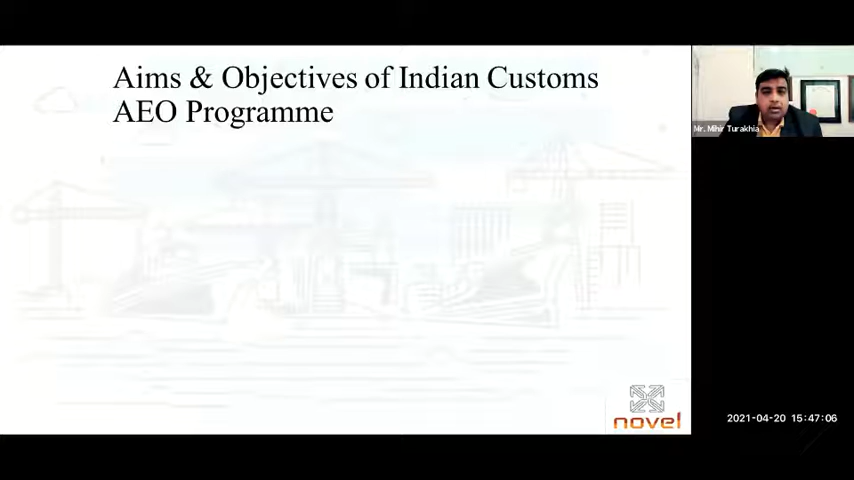 Aims & Objectives of Indian Customs
AEO Programme
Mr. Mihir Turakhia
novel
2021-04-20 15:47:06